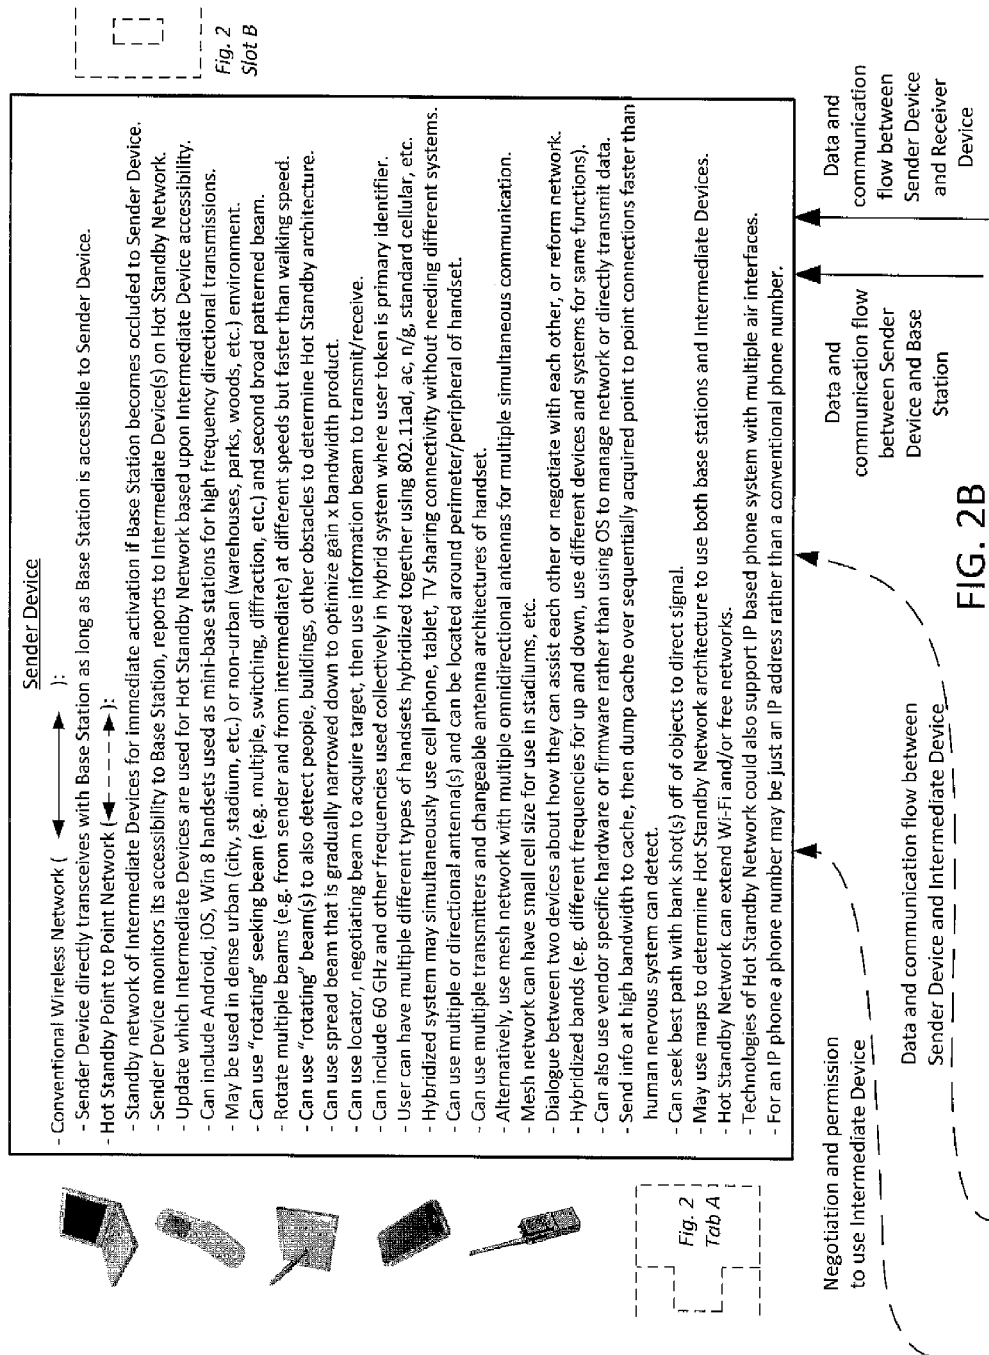 Sender Device
- Conventional Wireless Network ( ):
- Sender Device directly transceives with Base Station as long as Base Station is accessible to Sender Device.
- Hot Standby Point to Point Network ( ):
- Standby network of Intermediate Devices for immediate activation if Base Station becomes occluded to Sender Device.
- Sender Device monitors its accessibility to Base Station, reports to Intermediate Device(s) on Hot Standby Network.
- Update which Intermediate Devices are used for Hot Standby Network based upon Intermediate Device accessibility.
- Can include Android, iOS, Win 8 handsets used as mini-base stations for high frequency directional transmissions.
- May be used in dense urban (city, stadium, etc.) or non-urban (warehouses, parks, woods, etc.) environment.
- Can use "rotating" seeking beam (e.g. multiple, switching, diffraction, etc.) and second broad patterned beam.
- Rotate multiple beams (e.g. from sender and from intermediate) at different speeds but faster than walking speed.
- Can use "rotating" beam(s) to also detect people, buildings, other obstacles to determine Hot Standby architecture.
- Can use spread beam that is gradually narrowed down to optimize gain x bandwidth product.
- Can use locator, negotiating beam to acquire target, then use information beam to transmit/receive.
- Can include 60 GHz and other frequencies used collectively in hybrid system where user token is primary identifier.
- User can have multiple different types of handsets hybridized together using 802.11ad, ac, n/g, standard cellular, etc.
- Hybridized system may simultaneously use cell phone, tablet, TV sharing connectivity without needing different systems.
- Can use multiple or directional antenna(s) and can be located around perimeter/peripheral of handset.
- Can use multiple transmitters and changeable antenna architectures of handset.
- Alternatively, use mesh network with multiple omnidirectional antennas for multiple simultaneous communication.
- Mesh network can have small cell size for use in stadiums, etc.
- Dialogue between two devices about how they can assist each other or negotiate with each other, or reform network.
- Hybridized bands (e.g. different frequencies for up and down, use different devices and systems for same functions).
- Can also use vendor specific hardware or firmware rather than using OS to manage network or directly transmit data.
- Send info at high bandwidth to cache, then dump cache over sequentially acquired point to point connections faster than
human nervous system can detect.
- Can seek best path with bank shot(s) off of objects to direct signal.
- May use maps to determine Hot Standby Network architecture to use both base stations and Intermediate Devices.
- Hot Standby Network can extend Wi-Fi and/or free networks.
- Technologies of Hot Standby Network could also support IP based phone system with multiple air interfaces.
- For an IP phone a phone number may be just an IP address rather than a conventional phone number.
Fig. 2
Slot B
Fig. 2
Tab A
Negotiation and permission
to use Intermediate Device
Data and communication flow between
Sender Device and Intermediate Device
Data and
communication flow
between Sender
Device and Base
Station
Data and
communication
flow between
Sender Device
and Receiver
Device
FIG. 2B